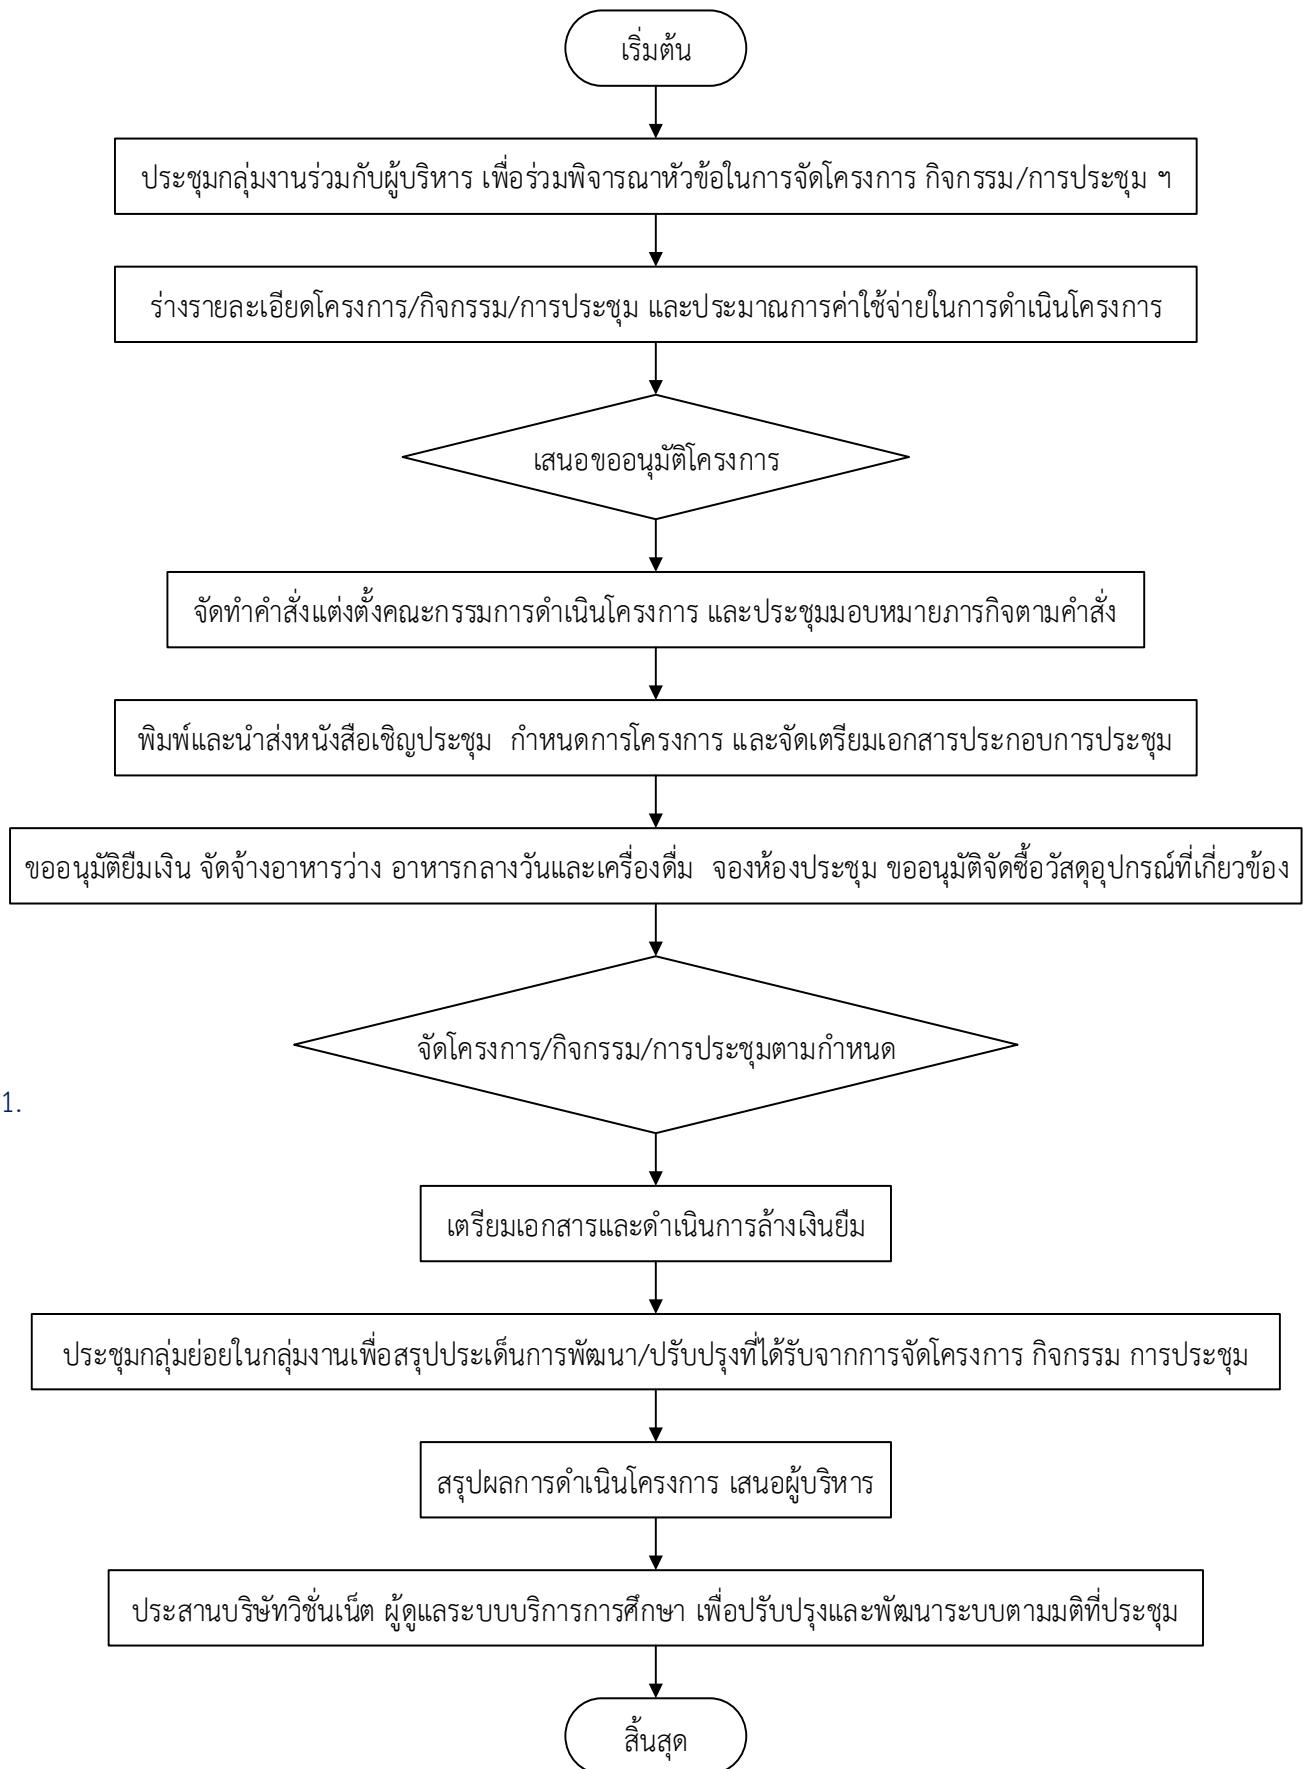 เริ่มต้น
ประชุมกลุ่มงานร่วมกับผู้บริหาร เพื่อร่วมพิจารณาหัวข้อในการจัดโครงการ กิจกรรม/การประชุม ฯ
ร่างรายละเอียดโครงการ/กิจกรรม/การประชุม และประมาณการค่าใช้จ่ายในการดำเนินโครงการ
เสนอขออนุมัติโครงการ
จัดทำคำสั่งแต่งตั้งคณะกรรมการดำเนินโครงการ และประชุมมอบหมายภารกิจตามคำสั่ง
พิมพ์และนำส่งหนังสือเชิญประชุม  กำหนดการโครงการ และจัดเตรียมเอกสารประกอบการประชุม
ขออนุมัติยืมเงิน จัดจ้างอาหารว่าง อาหารกลางวันและเครื่องดื่ม  จองห้องประชุม ขออนุมัติจัดซื้อวัสดุอุปกรณ์ที่เกี่ยวข้อง
จัดโครงการ/กิจกรรม/การประชุมตามกำหนด
1.
เตรียมเอกสารและดำเนินการล้างเงินยืม
ประชุมกลุ่มย่อยในกลุ่มงานเพื่อสรุปประเด็นการพัฒนา/ปรับปรุงที่ได้รับจากการจัดโครงการ กิจกรรม การประชุม
สรุปผลการดำเนินโครงการ เสนอผู้บริหาร
ประสานบริษัทวิชั่นเน็ต ผู้ดูแลระบบบริการการศึกษา เพื่อปรับปรุงและพัฒนาระบบตามมติที่ประชุม
สิ้นสุด